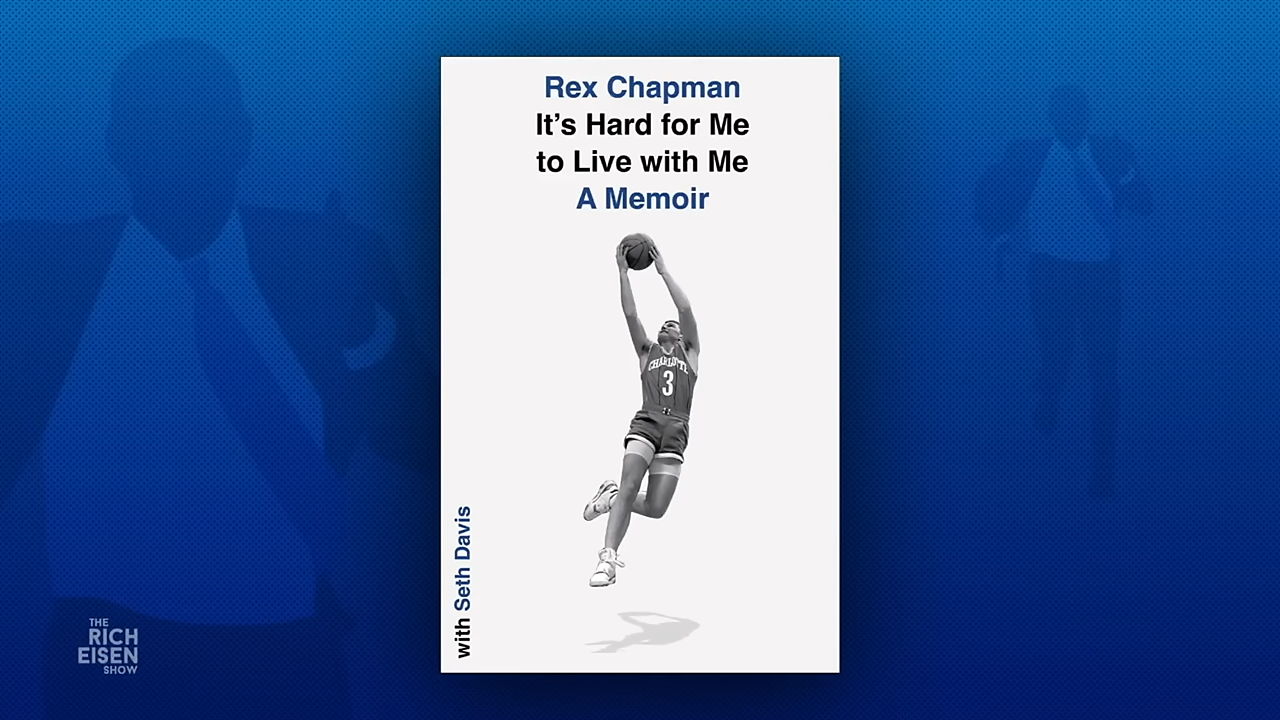 Rex Chapman
It's Hard for Me
to Live with Me
A Memoir
CHARLOTTE
3
with Seth Davis
THE
RICH
EISEN
SHOW